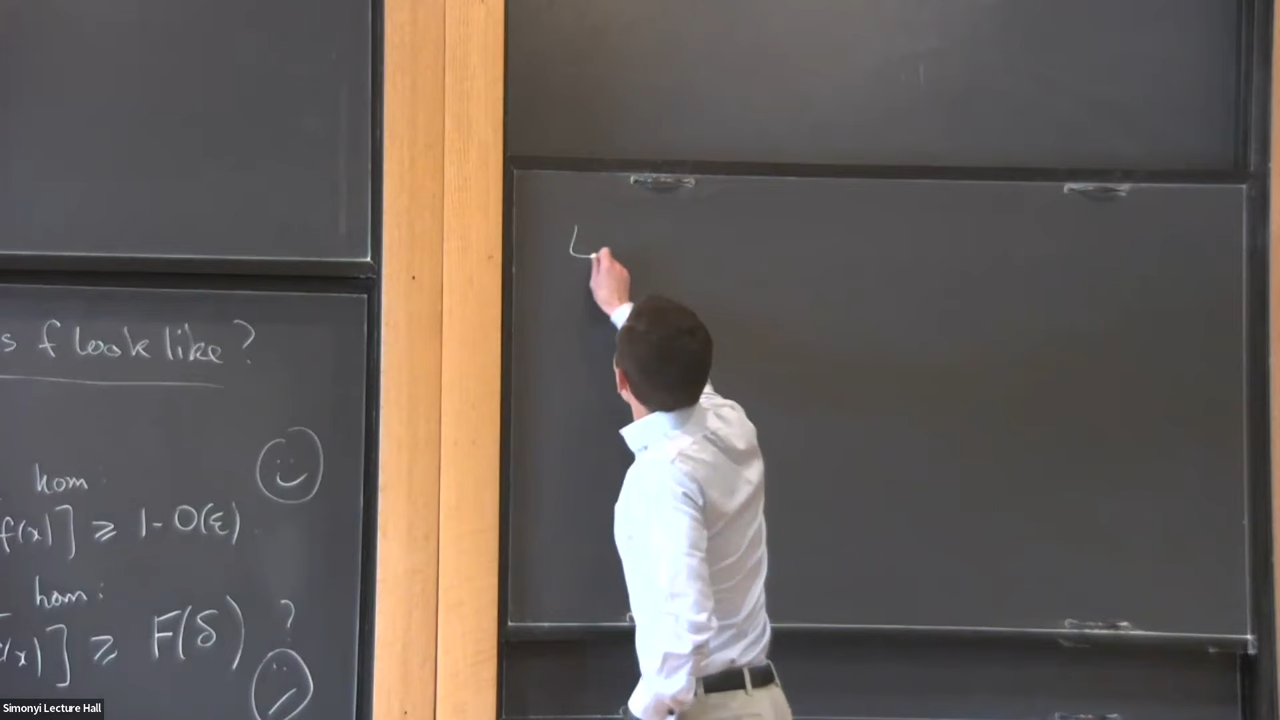 s f look like?
hom:
f(x)] ≥ 1-O(ε).
hom:
f(x)] ≥ F(δ) ?
L
Simonyi Lecture Hall